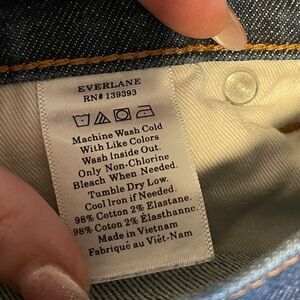 EVERLANE
RN# 139393
Machine Wash Cold
With Like Colors
Wash Inside Out.
Only Non-Chlorine
Bleach When Needed.
Tumble Dry Low.
Cool Iron if Needed.
98% Cotton 2% Elastane.
98% Coton 2% Élasthanne.
Made in Vietnam
Fabriqué au Viêt-Nam